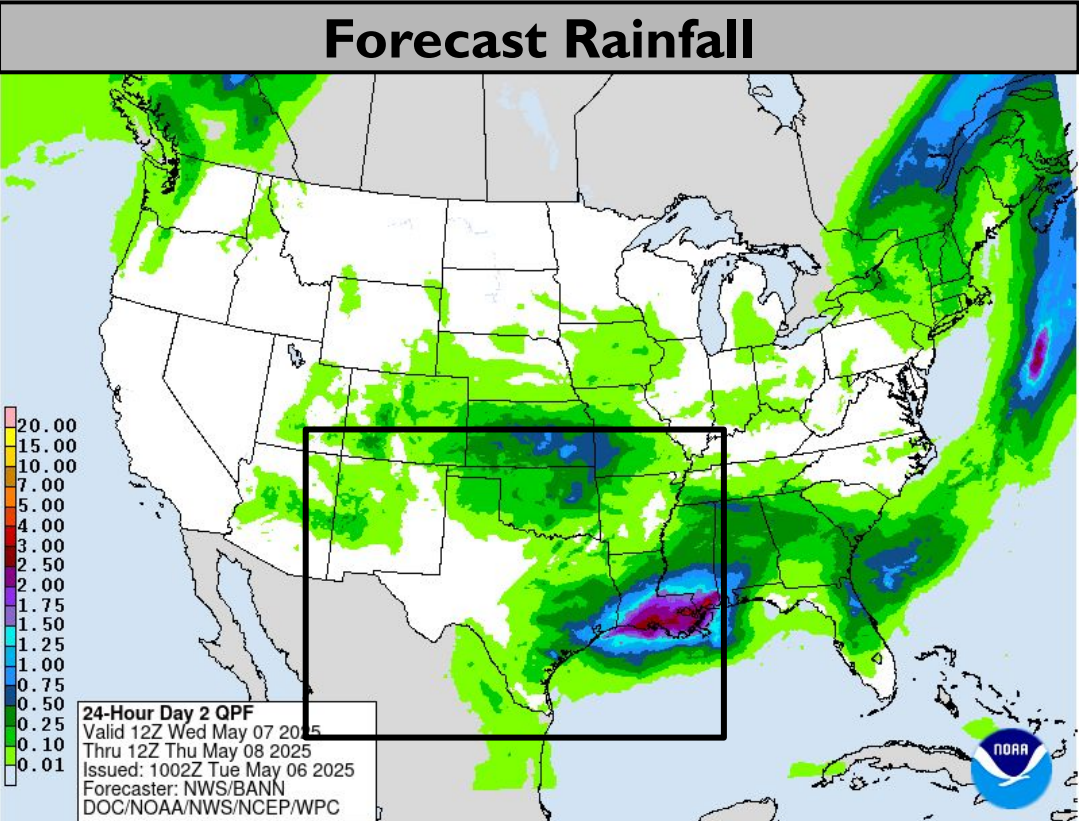 Forecast Rainfall
20.00
15.00
10.00
7.00
5.00
4.00
3.00
2.50
2.00
1.75
1.50
1.25
1.00
0.75
0.50
0.25
0.10
0.01
24-Hour Day 2 QPF
Valid 12Z Wed May 07 2025
Thru 12Z Thu May 08 2025
Issued: 1002Z Tue May 06 2025
Forecaster: NWS/BANN
DOC/NOAA/NWS/NCEP/WPC
NOAA